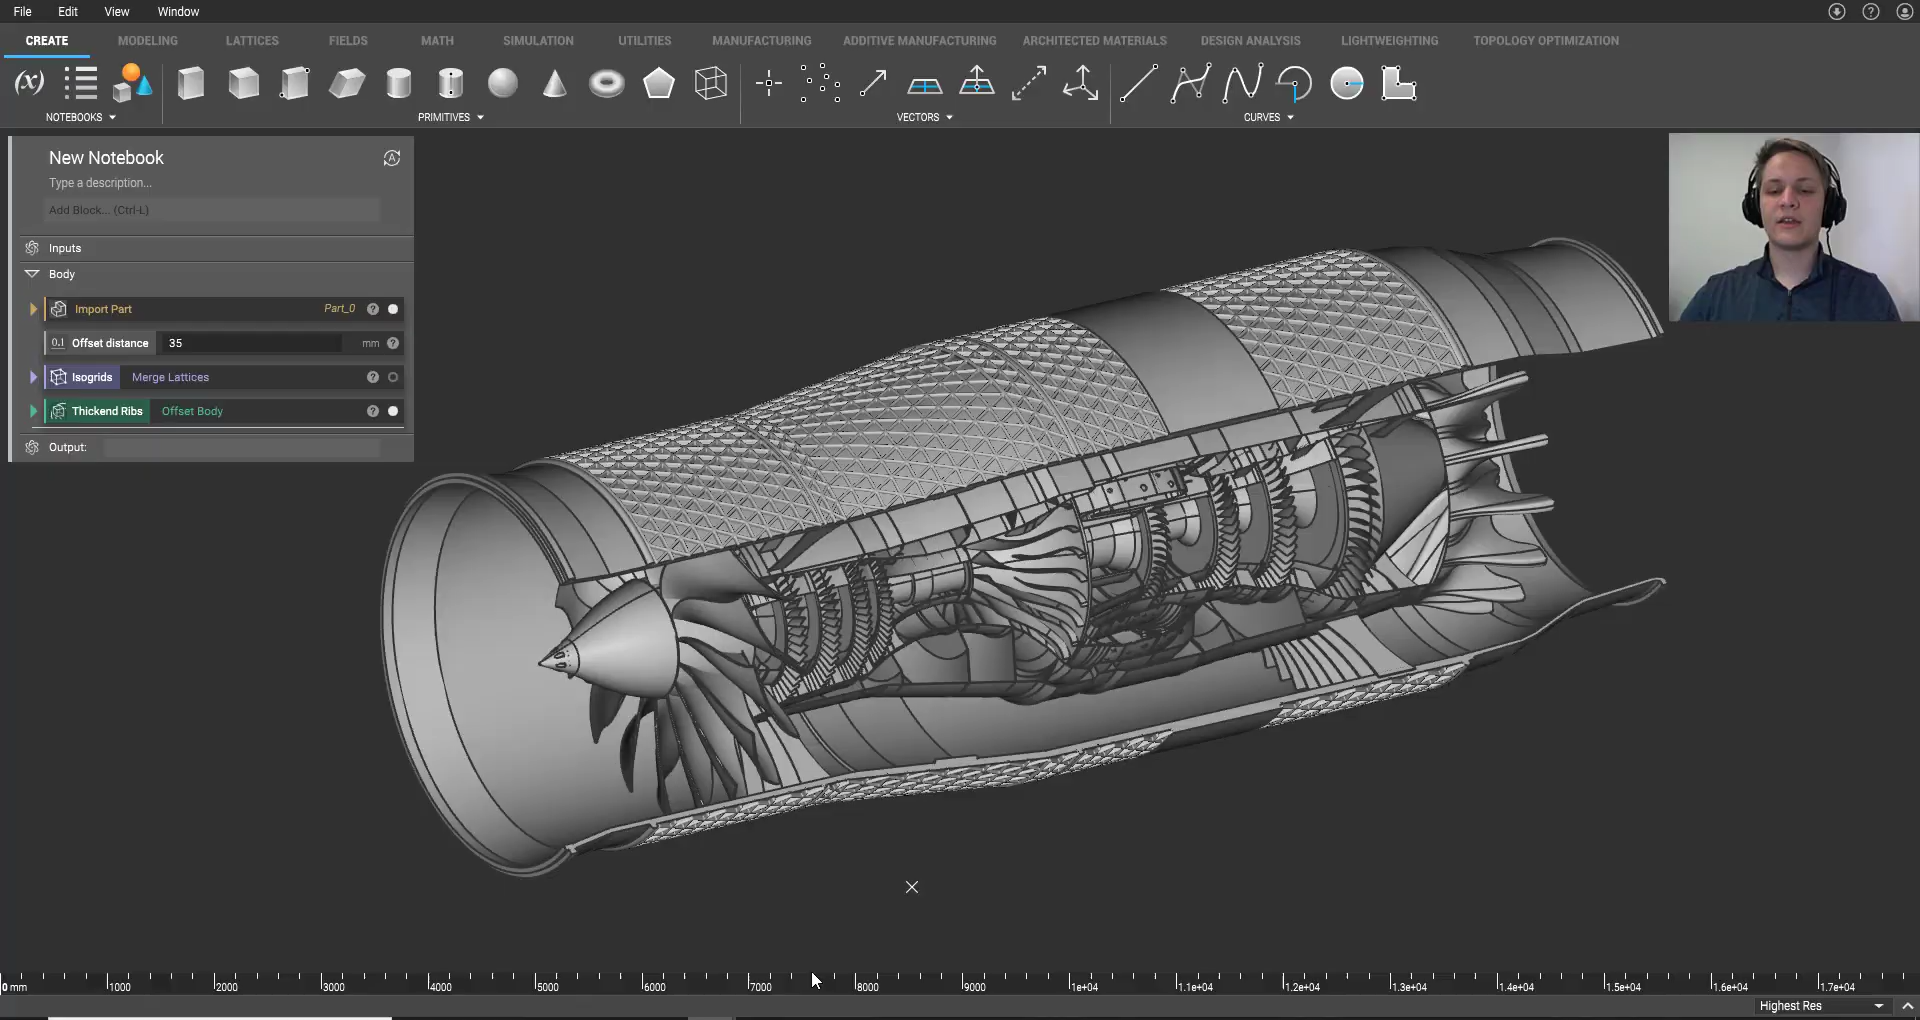 File Edit View Window
CREATE MODELING LATTICES FIELDS MATH SIMULATION UTILITIES MANUFACTURING ADDITIVE MANUFACTURING ARCHITECTED MATERIALS DESIGN ANALYSIS LIGHTWEIGHTING TOPOLOGY OPTIMIZATION
(x)
NOTEBOOKS PRIMITIVES VECTORS CURVES
New Notebook
Type a description...
Add Block... (Ctrl-L)
Inputs
Body
Import Part Part_0 ?
0.1 Offset distance 35 mm ?
Isogrids Merge Lattices ?
Thickend Ribs Offset Body ?
Output:
0 mm 1000 2000 3000 4000 5000 6000 7000 8000 9000 1e+04 1.1e+04 1.2e+04 1.3e+04 1.4e+04 1.5e+04 1.6e+04 1.7e+04
Highest Res